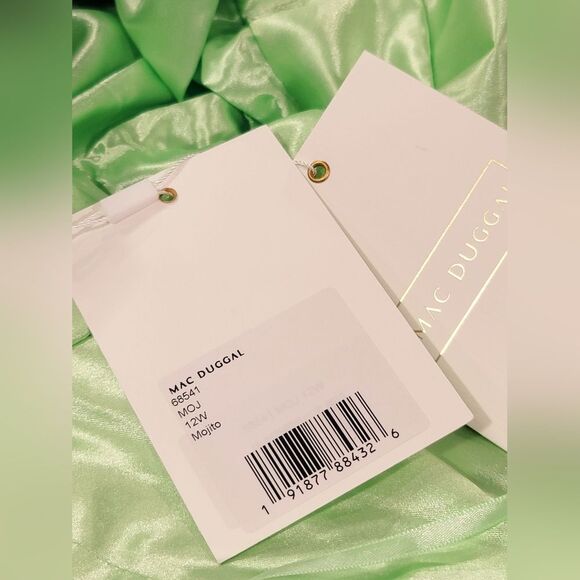 MAC DUGGAL
68541
MOJ
12W
Mojito
1 91877 88432 6
MAC DUGGAL